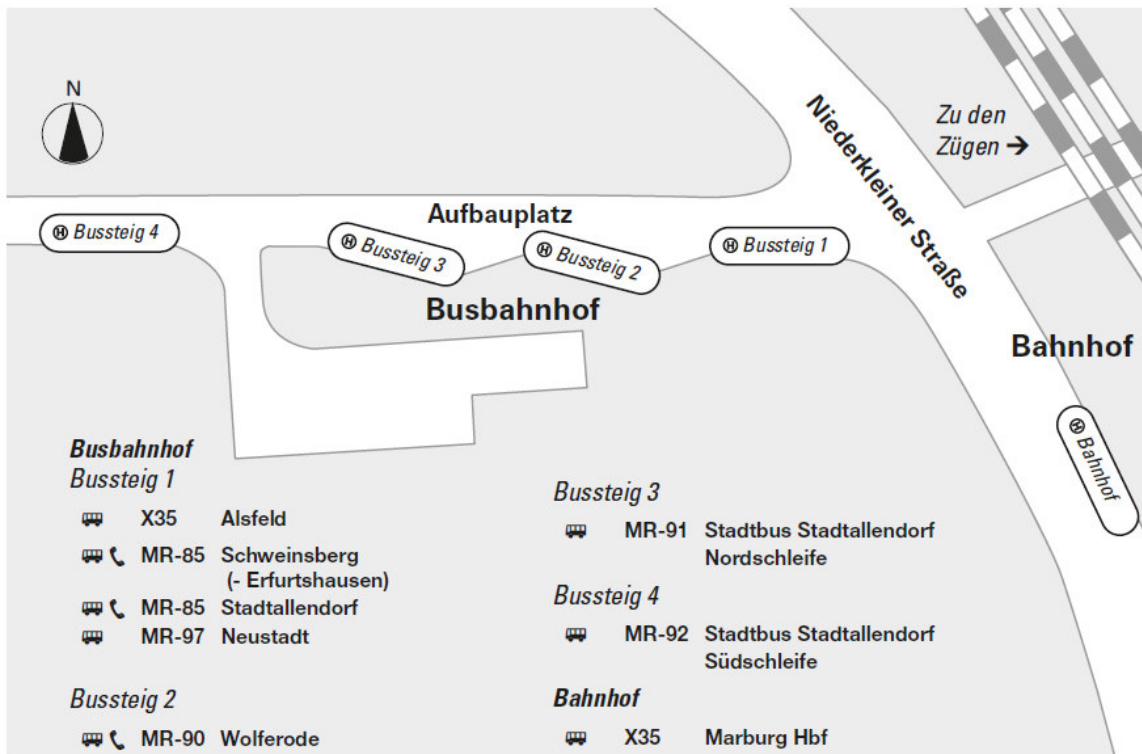 N
Niederkleiner Straße
Zu den
Zügen →
Aufbauplatz
Ⓗ Bussteig 4
Ⓗ Bussteig 3
Ⓗ Bussteig 2
Ⓗ Bussteig 1
Busbahnhof
Bahnhof
Ⓗ Bahnhof
Busbahnhof
Bussteig 1
X35 Alsfeld
MR-85 Schweinsberg
(- Erfurtshausen)
MR-85 Stadtallendorf
MR-97 Neustadt
Bussteig 2
MR-90 Wolferode
Bussteig 3
MR-91 Stadtbus Stadtallendorf
Nordschleife
Bussteig 4
MR-92 Stadtbus Stadtallendorf
Südschleife
Bahnhof
X35 Marburg Hbf